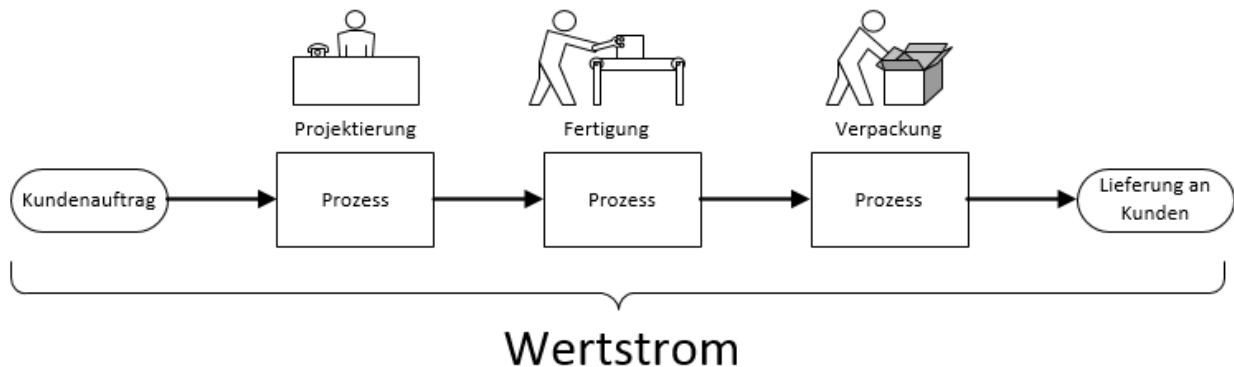 Projektierung
Fertigung
Verpackung
Kundenauftrag
Prozess
Prozess
Prozess
Lieferung an
Kunden
Wertstrom